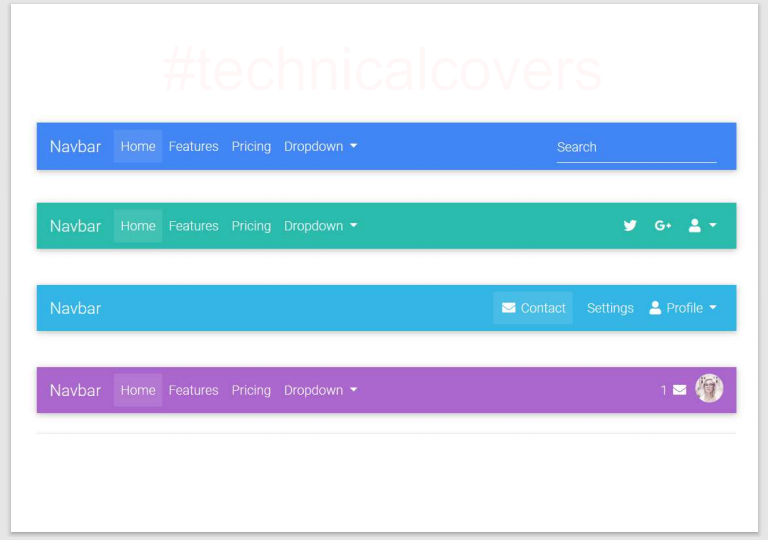 #technicalcovers
Navbar Home Features Pricing Dropdown Search
Navbar Home Features Pricing Dropdown G+
Navbar Contact Settings Profile
Navbar Home Features Pricing Dropdown 1